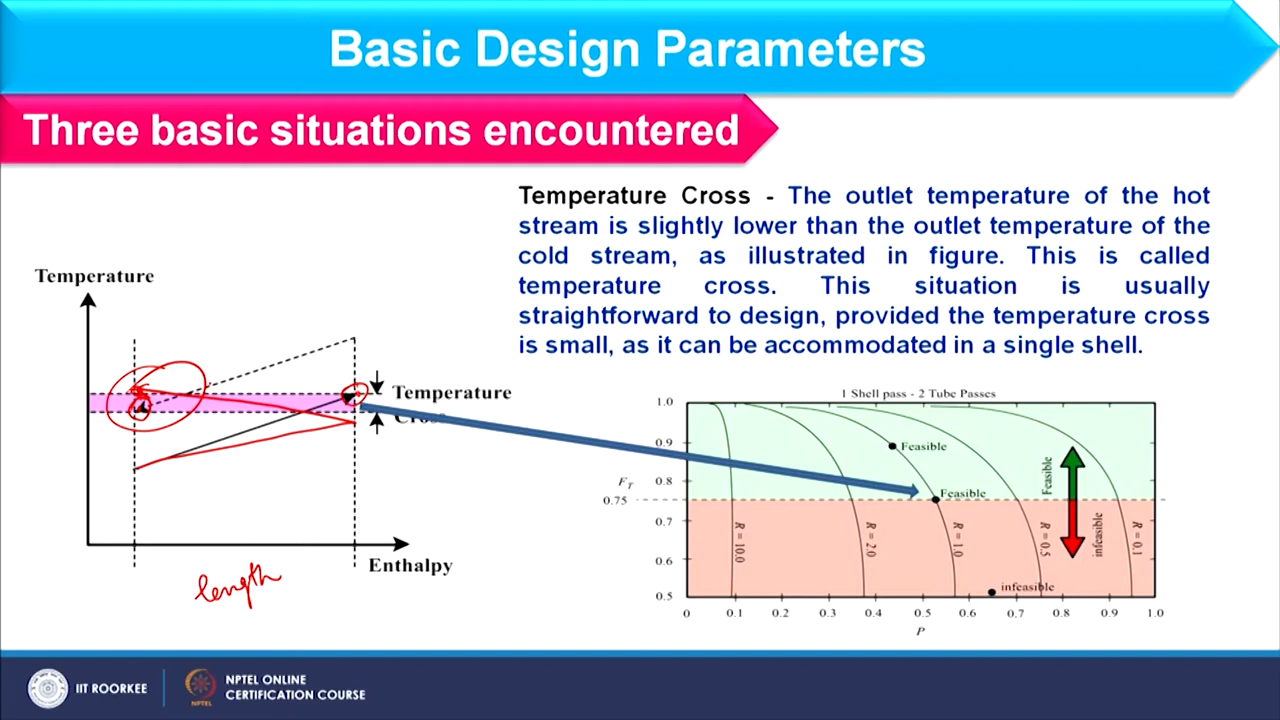 Basic Design Parameters
Three basic situations encountered
Temperature Cross - The outlet temperature of the hot
stream is slightly lower than the outlet temperature of the
cold stream, as illustrated in figure. This is called
temperature cross. This situation is usually
straightforward to design, provided the temperature cross
is small, as it can be accommodated in a single shell.
Temperature
Temperature
Cross
Enthalpy
length
1 Shell pass - 2 Tube Passes
1.0
0.9
0.8
F_T
0.75
0.7
0.6
0.5
Feasible
Feasible
infeasible
Feasible
infeasible
R = 10.0
R = 2.0
R = 1.0
R = 0.5
R = 0.1
0 0.1 0.2 0.3 0.4 0.5 0.6 0.7 0.8 0.9 1.0
P
IIT ROORKEE
NPTEL
NPTEL ONLINE
CERTIFICATION COURSE